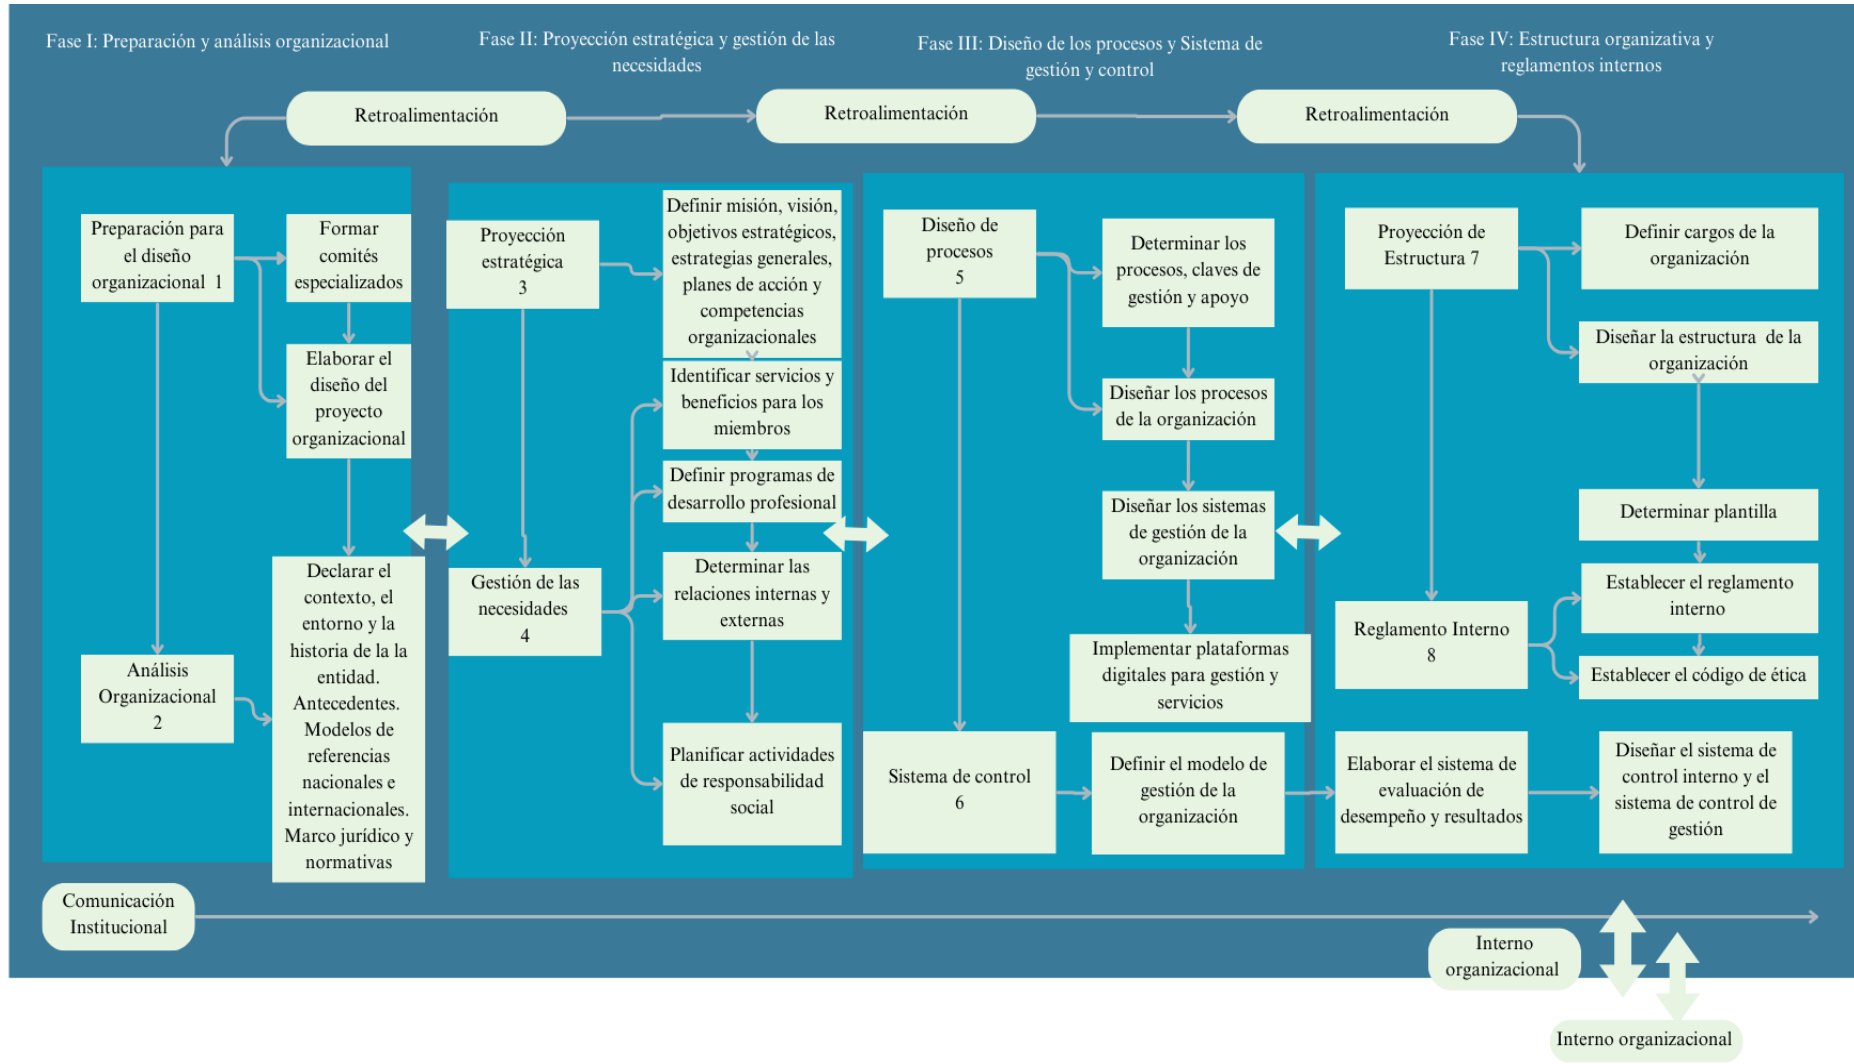 Fase I: Preparación y análisis organizacional
Fase II: Proyección estratégica y gestión de las
necesidades
Fase III: Diseño de los procesos y Sistema de
gestión y control
Fase IV: Estructura organizativa y
reglamentos internos
Retroalimentación
Retroalimentación
Retroalimentación
Preparación para
el diseño
organizacional 1
Formar
comités
especializados
Elaborar el
diseño del
proyecto
organizacional
Análisis
Organizacional
2
Declarar el
contexto, el
entorno y la
historia de la la
entidad.
Antecedentes.
Modelos de
referencias
nacionales e
internacionales.
Marco jurídico y
normativas
Proyección
estratégica
3
Definir misión, visión,
objetivos estratégicos,
estrategias generales,
planes de acción y
competencias
organizacionales
Identificar servicios y
beneficios para los
miembros
Definir programas de
desarrollo profesional
Gestión de las
necesidades
4
Determinar las
relaciones internas y
externas
Planificar actividades
de responsabilidad
social
Diseño de
procesos
5
Determinar los
procesos, claves de
gestión y apoyo
Diseñar los procesos
de la organización
Diseñar los sistemas
de gestión de la
organización
Implementar plataformas
digitales para gestión y
servicios
Sistema de control
6
Definir el modelo de
gestión de la
organización
Proyección de
Estructura 7
Definir cargos de la
organización
Diseñar la estructura de la
organización
Determinar plantilla
Establecer el reglamento
interno
Reglamento Interno
8
Establecer el código de ética
Elaborar el sistema de
evaluación de
desempeño y resultados
Diseñar el sistema de
control interno y el
sistema de control de
gestión
Comunicación
Institucional
Interno
organizacional
Interno organizacional